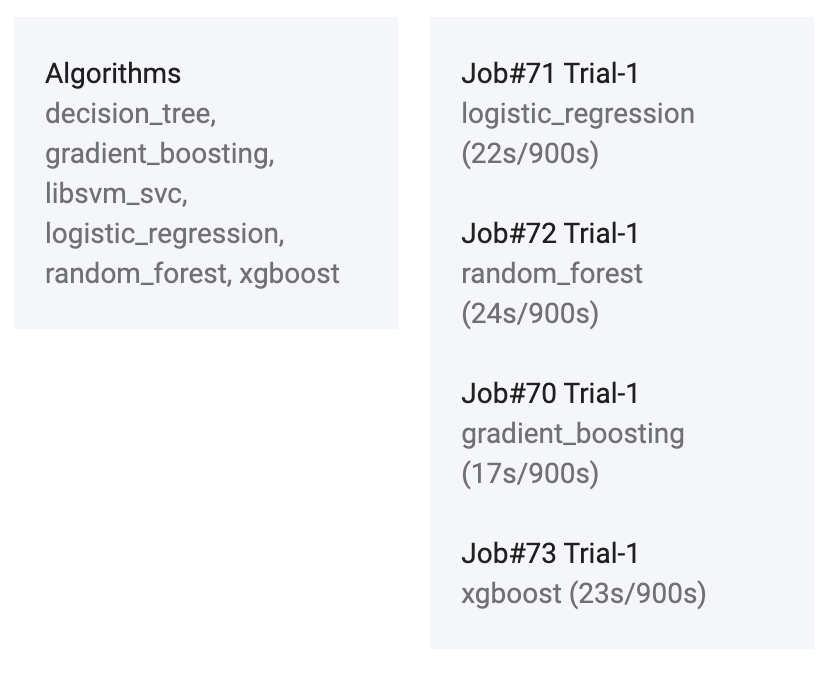 Algorithms
decision_tree,
gradient_boosting,
libsvm_svc,
logistic_regression,
random_forest, xgboost
Job#71 Trial-1
logistic_regression
(22s/900s)
Job#72 Trial-1
random_forest
(24s/900s)
Job#70 Trial-1
gradient_boosting
(17s/900s)
Job#73 Trial-1
xgboost (23s/900s)